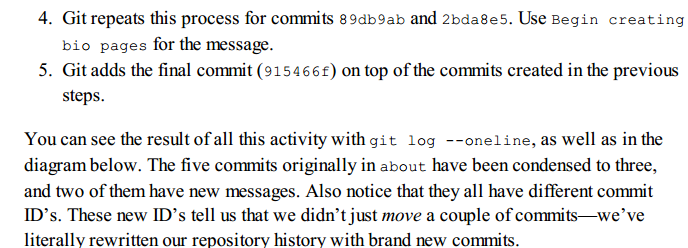 4. Git repeats this process for commits 89db9ab and 2bda8e5. Use Begin creating
bio pages for the message.
5. Git adds the final commit (915466f) on top of the commits created in the previous
steps.
You can see the result of all this activity with git log --oneline, as well as in the
diagram below. The five commits originally in about have been condensed to three,
and two of them have new messages. Also notice that they all have different commit
ID’s. These new ID’s tell us that we didn’t just move a couple of commits—we’ve
literally rewritten our repository history with brand new commits.